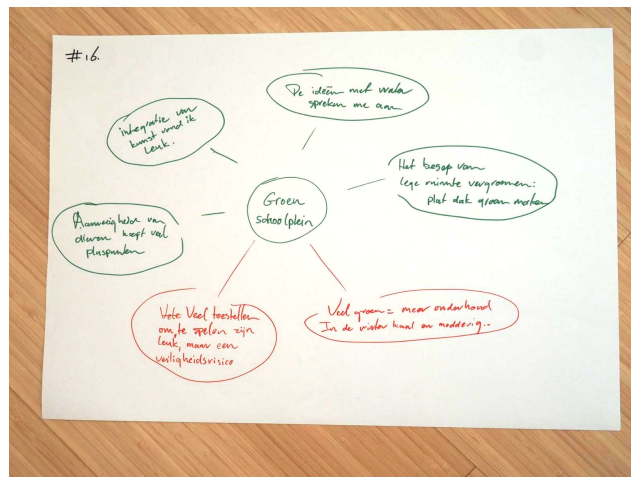 #16.
De ideeën met water
spreken me aan
integratie van
kunst vond ik
leuk.
Het besef van
lege ruimte vergroenen:
plat dak groen maken
Groen
schoolplein
Aanwezigheid van
dieren heeft veel
pluspunten
Veel toestellen
om te spelen zijn
leuk, maar een
veiligheidsrisico
Veel groen = meer onderhoud
In de winter kaal en modderig..